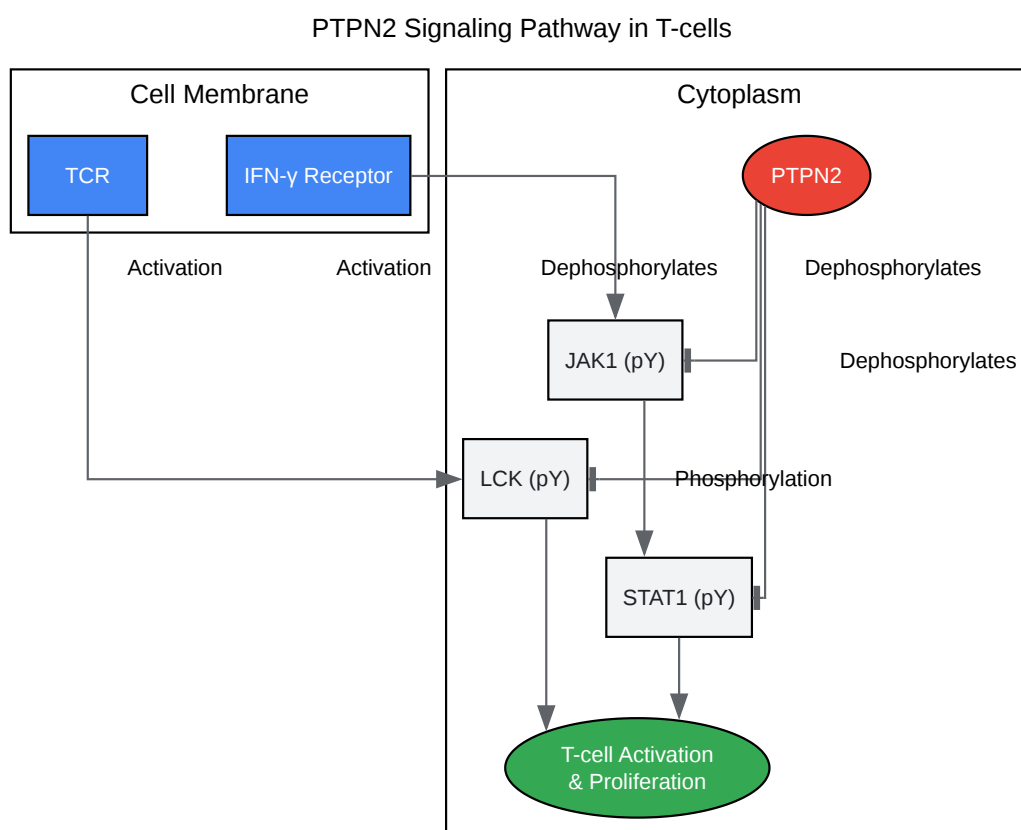 PTPN2 Signaling Pathway in T-cells
Cell Membrane
Cytoplasm
TCR
IFN-γ Receptor
PTPN2
Activation
Activation
Dephosphorylates
Dephosphorylates
JAK1 (pY)
Dephosphorylates
LCK (pY)
Phosphorylation
STAT1 (pY)
T-cell Activation
& Proliferation